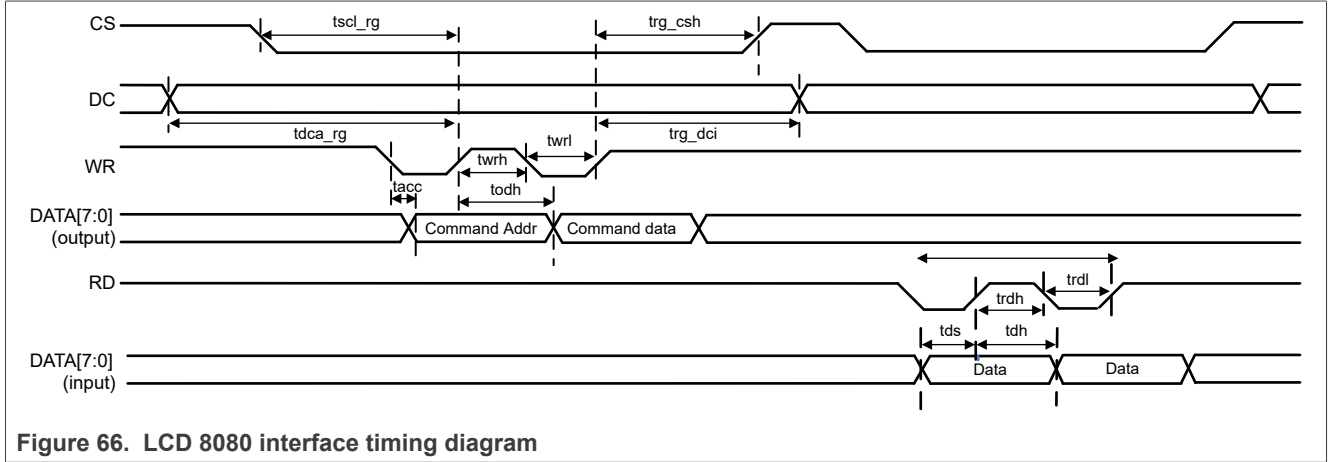 CS
tscl_rg
trg_csh
DC
tdca_rg
trg_dci
WR
twrh
twrl
tacc
todh
DATA[7:0]
(output)
Command Addr
Command data
RD
trdh
trdl
tds
tdh
DATA[7:0]
(input)
Data
Data
Figure 66. LCD 8080 interface timing diagram